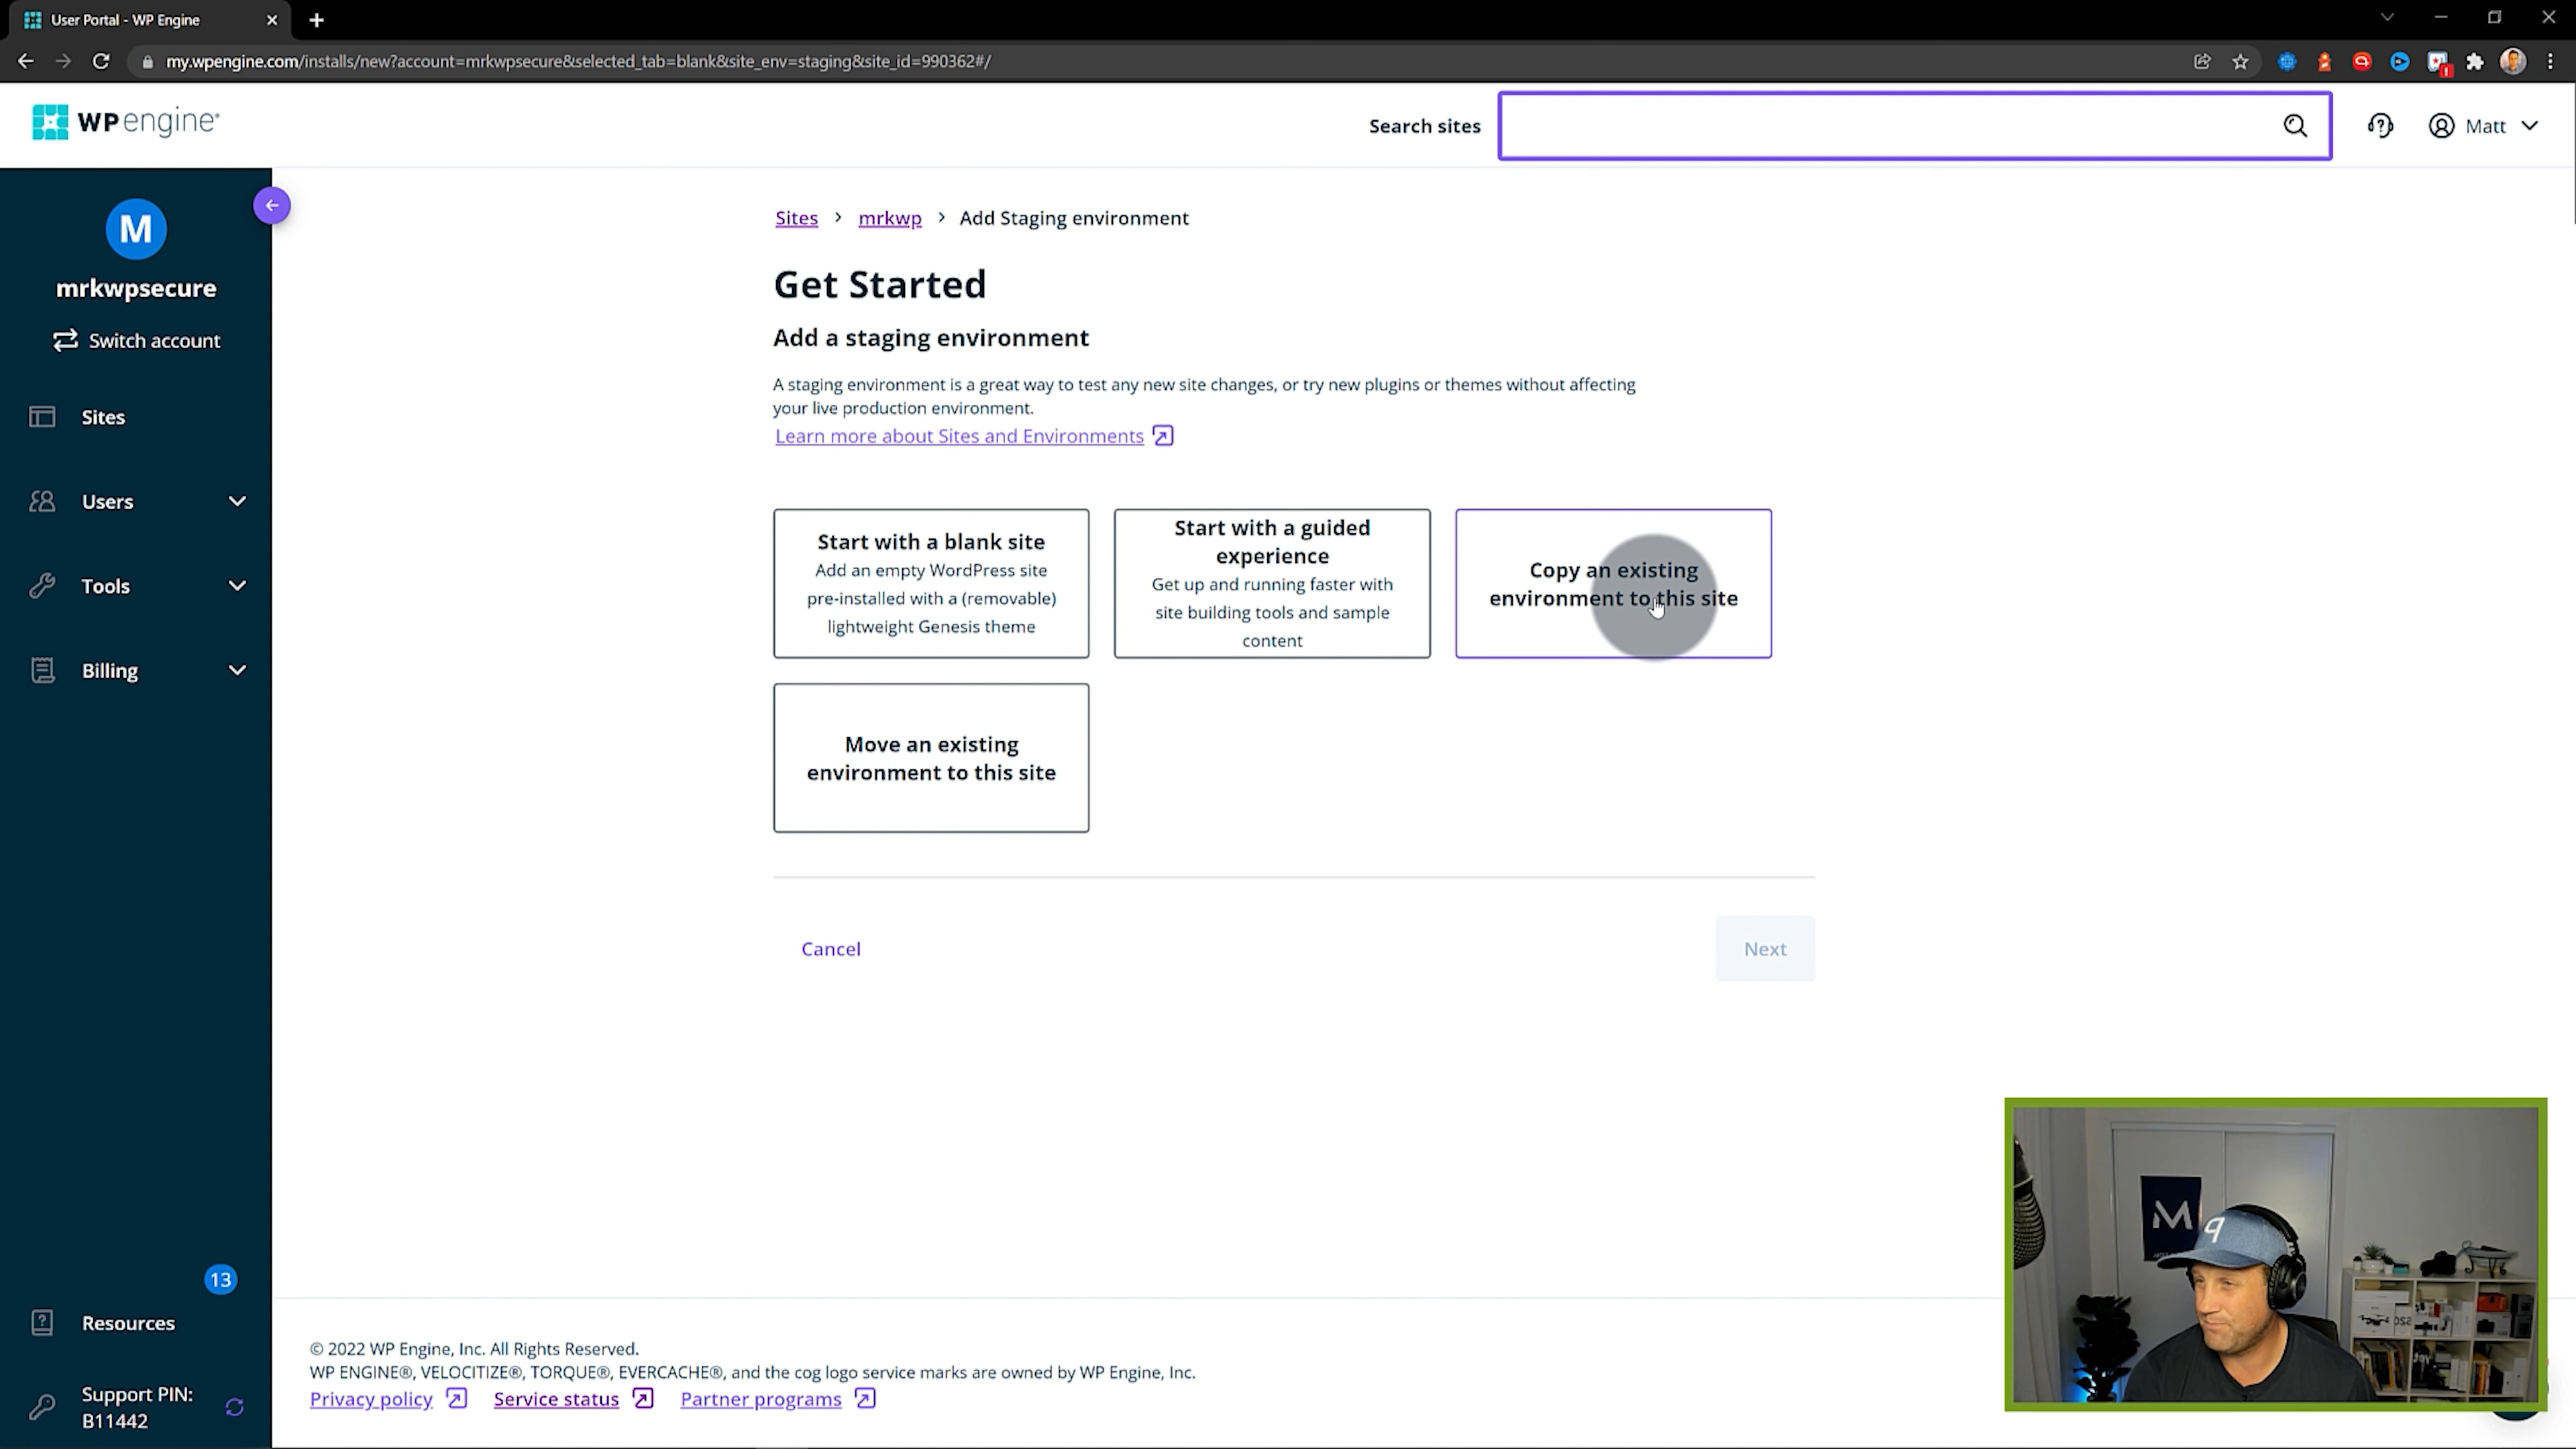 User Portal - WP Engine
my.wpengine.com/installs/new?account=mrkwpsecure&selected_tab=blank&site_env=staging&site_id=990362#/
WP engine®
Search sites
Matt
M
mrkwpsecure
Switch account
Sites
Users
Tools
Billing
13
Resources
Support PIN:
B11442
Sites > mrkwp > Add Staging environment
Get Started
Add a staging environment
A staging environment is a great way to test any new site changes, or try new plugins or themes without affecting
your live production environment.
Learn more about Sites and Environments
Start with a blank site
Add an empty WordPress site
pre-installed with a (removable)
lightweight Genesis theme
Start with a guided
experience
Get up and running faster with
site building tools and sample
content
Copy an existing
environment to this site
Move an existing
environment to this site
Cancel
Next
© 2022 WP Engine, Inc. All Rights Reserved.
WP ENGINE®, VELOCITIZE®, TORQUE®, EVERCACHE®, and the cog logo service marks are owned by WP Engine, Inc.
Privacy policy
Service status
Partner programs
M